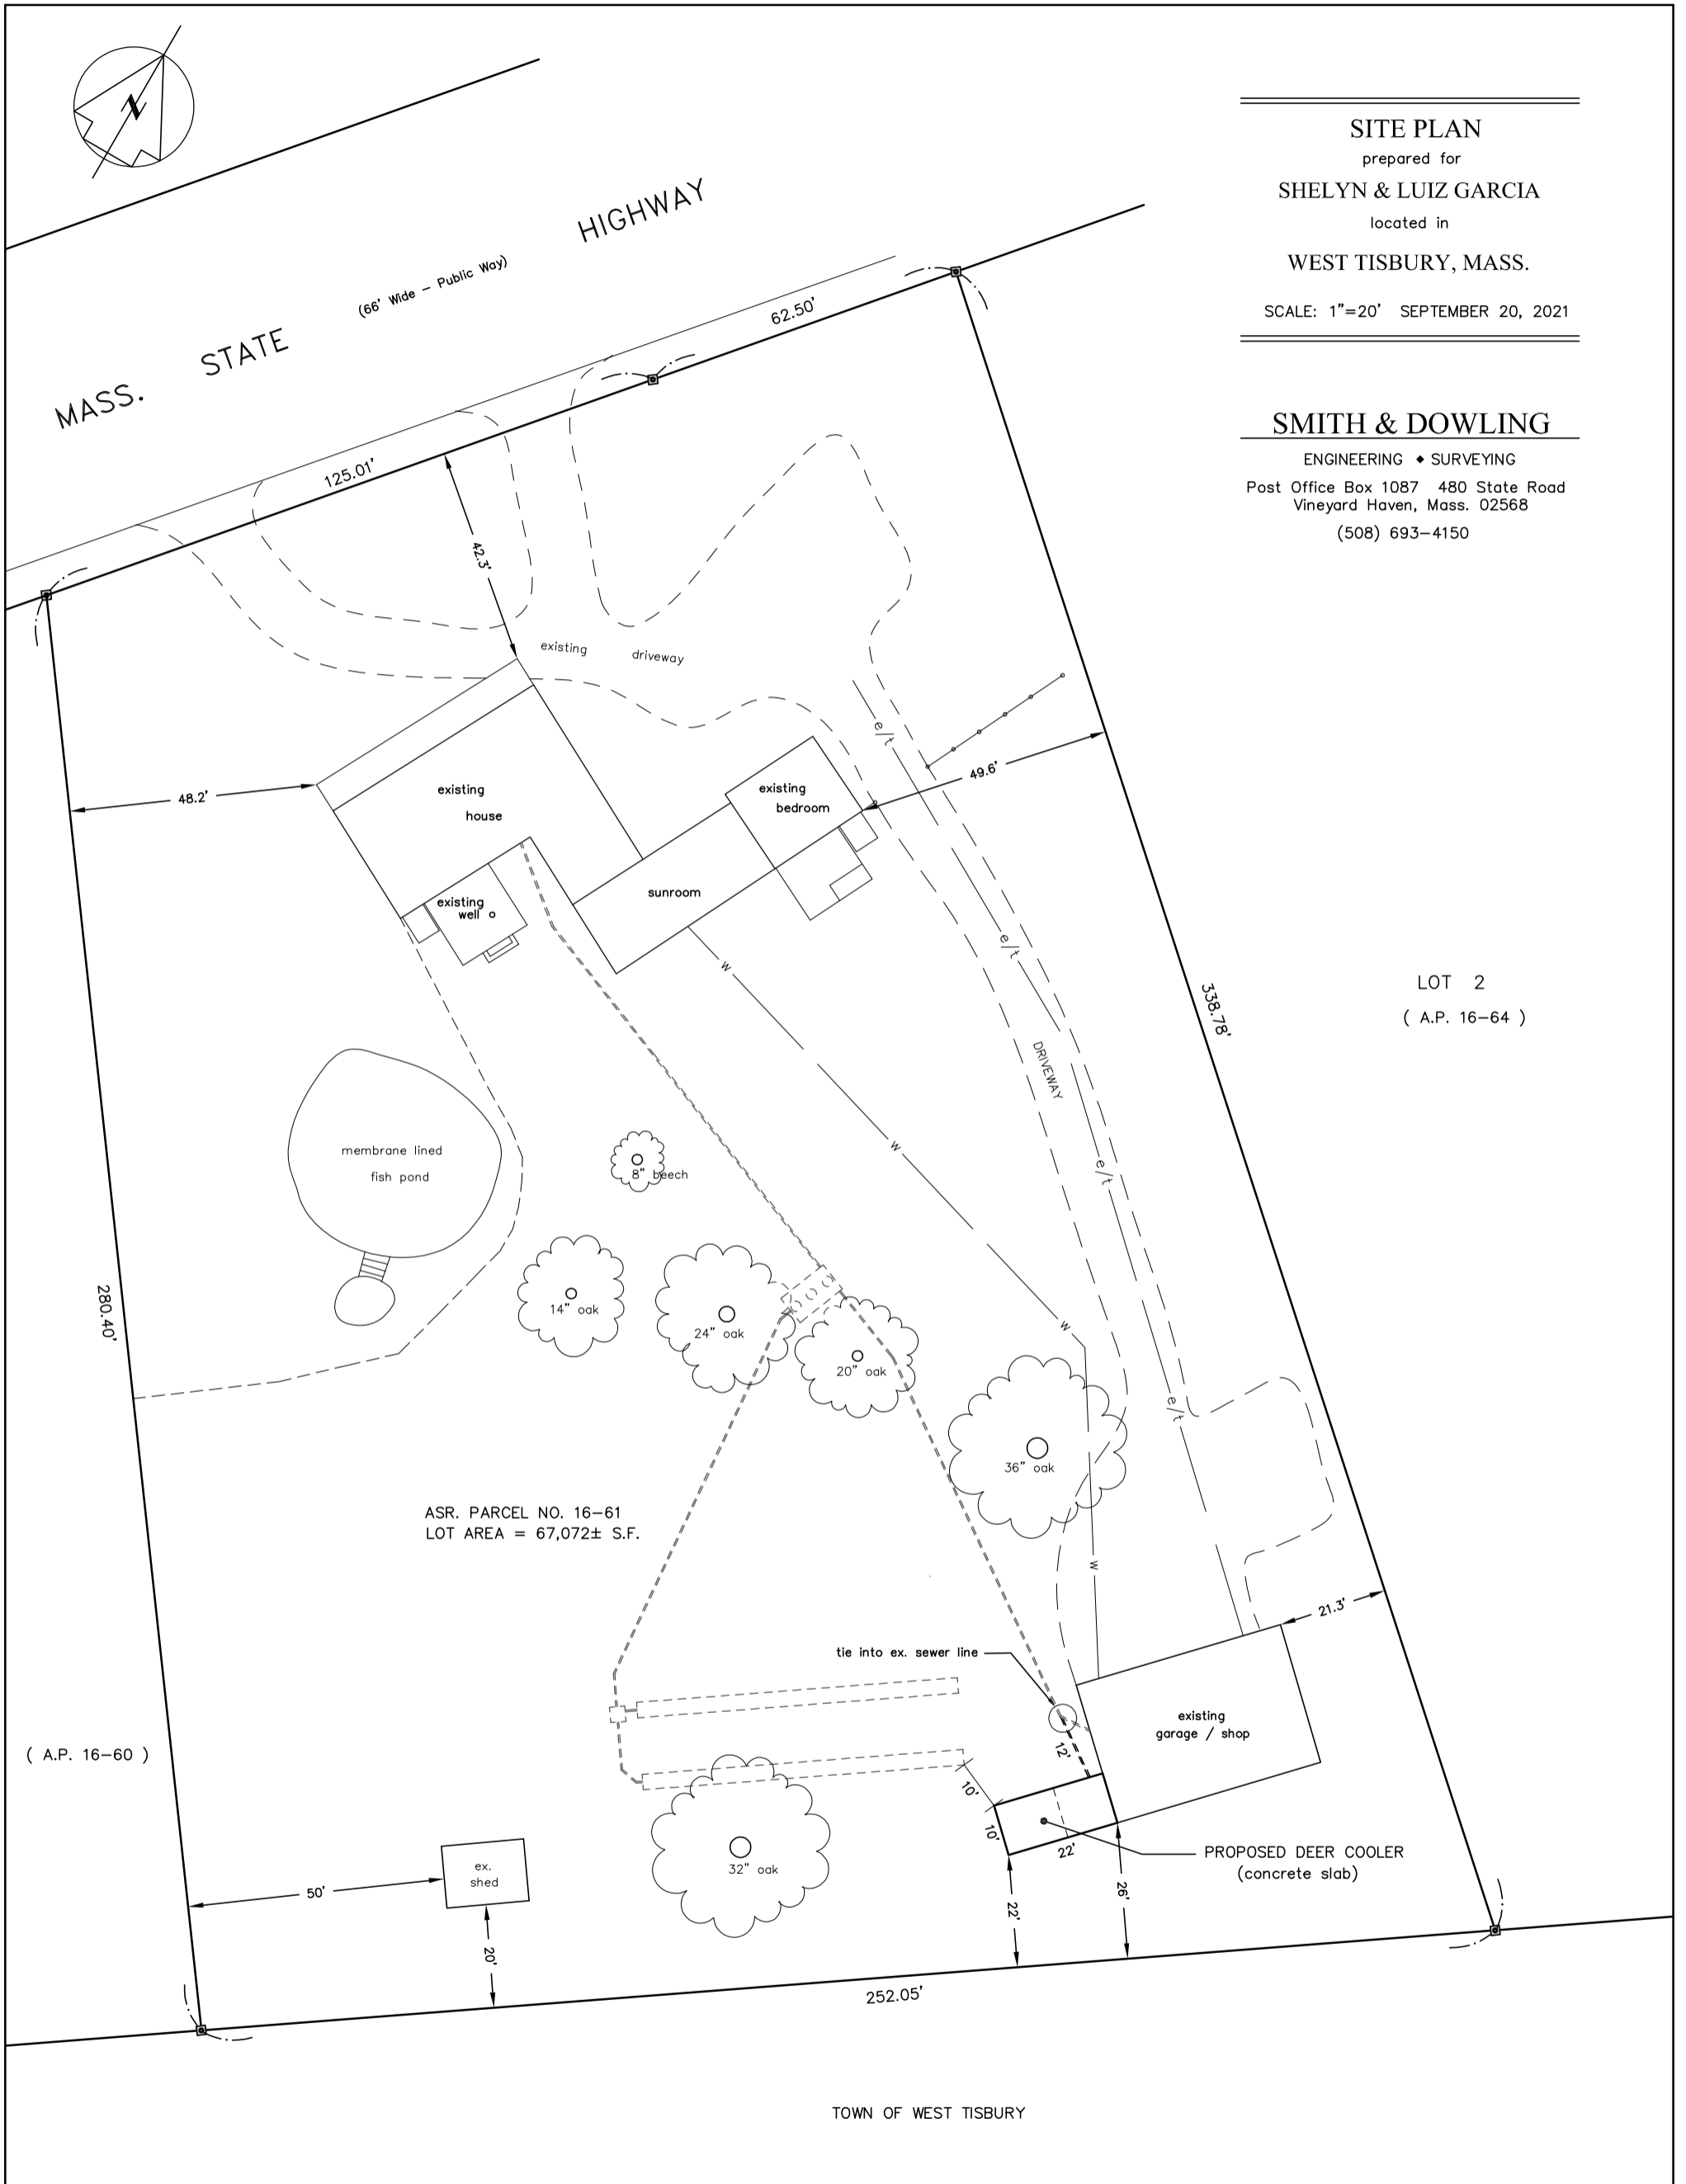 N
SITE PLAN
prepared for
SHELYN & LUIZ GARCIA
located in
WEST TISBURY, MASS.
SCALE: 1"=20' SEPTEMBER 20, 2021
SMITH & DOWLING
ENGINEERING ♦ SURVEYING
Post Office Box 1087 480 State Road
Vineyard Haven, Mass. 02568
(508) 693-4150
MASS. STATE HIGHWAY
(66' Wide - Public Way)
62.50'
125.01'
42.3'
existing driveway
48.2'
existing
house
existing
bedroom
e/t
49.6'
sunroom
existing
well
w
e/t
LOT 2
( A.P. 16-64 )
338.78'
DRIVEWAY
membrane lined
fish pond
8" beech
w
e/t
280.40'
14" oak
24" oak
20" oak
w
e/t
36" oak
ASR. PARCEL NO. 16-61
LOT AREA = 67,072± S.F.
w
21.3'
tie into ex. sewer line
existing
garage / shop
( A.P. 16-60 )
12'
10'
10'
22'
PROPOSED DEER COOLER
(concrete slab)
32" oak
ex.
shed
50'
20'
22'
26'
252.05'
TOWN OF WEST TISBURY